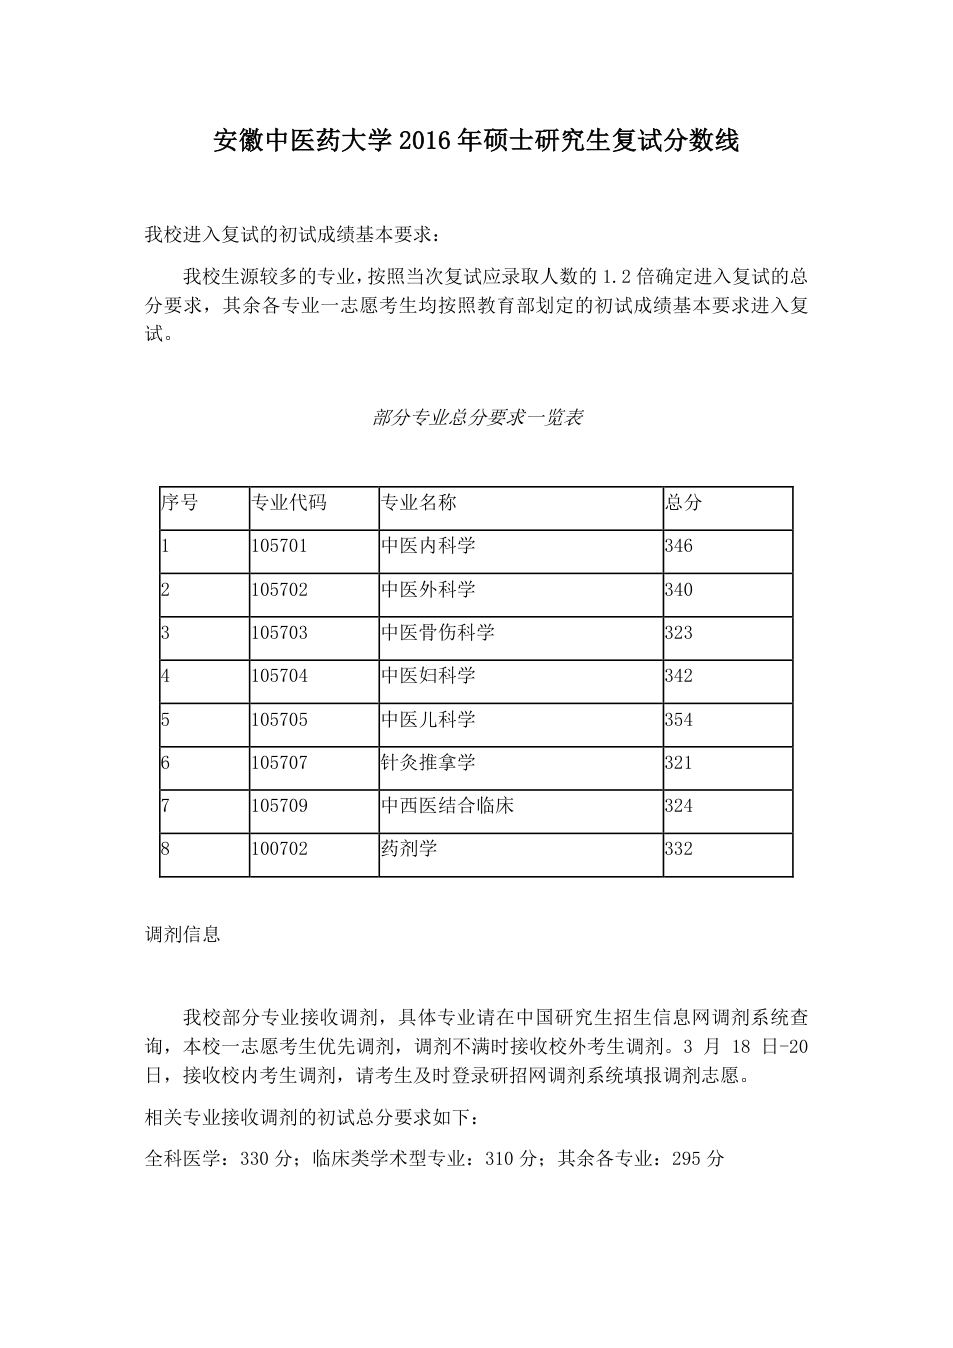 安徽中医药大学 2016 年硕士研究生复试分数线
我校进入复试的初试成绩基本要求：
我校生源较多的专业，按照当次复试应录取人数的 1.2 倍确定进入复试的总
分要求，其余各专业一志愿考生均按照教育部划定的初试成绩基本要求进入复
试。
部分专业总分要求一览表
序号 专业代码 专业名称 总分
1 105701 中医内科学 346
2 105702 中医外科学 340
3 105703 中医骨伤科学 323
4 105704 中医妇科学 342
5 105705 中医儿科学 354
6 105707 针灸推拿学 321
7 105709 中西医结合临床 324
8 100702 药剂学 332
调剂信息
我校部分专业接收调剂，具体专业请在中国研究生招生信息网调剂系统查
询，本校一志愿考生优先调剂，调剂不满时接收校外考生调剂。3 月 18 日-20
日，接收校内考生调剂，请考生及时登录研招网调剂系统填报调剂志愿。
相关专业接收调剂的初试总分要求如下：
全科医学：330 分；临床类学术型专业：310 分；其余各专业：295 分